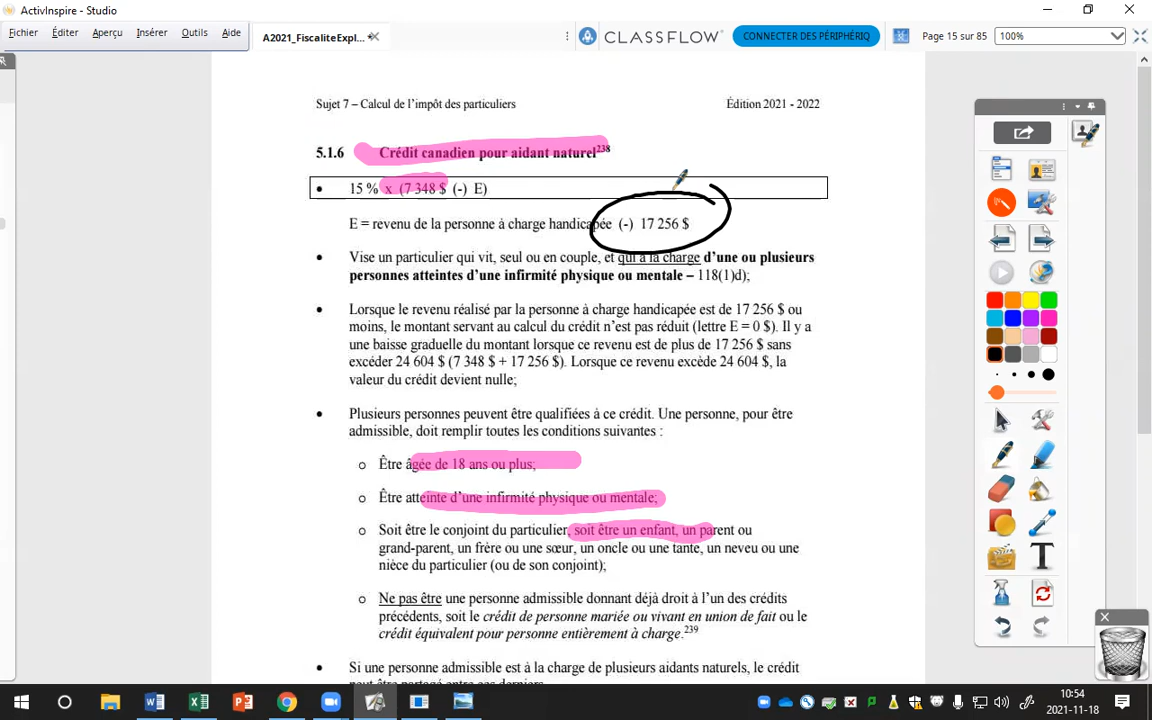 ActivInspire - Studio
Fichier Éditer Aperçu Insérer Outils Aide
A2021_FiscaliteExpl...
CLASSFLOW
CONNECTER DES PÉRIPHÉRIQ
Page 15 sur 85
100%
Sujet 7 – Calcul de l'impôt des particuliers Édition 2021 - 2022
5.1.6 Crédit canadien pour aidant naturel238
• 15 % x (7 348 $ (-) E)
E = revenu de la personne à charge handicapée (-) 17 256 $
• Vise un particulier qui vit, seul ou en couple, et qui a la charge d'une ou plusieurs
personnes atteintes d'une infirmité physique ou mentale – 118(1)d);
• Lorsque le revenu réalisé par la personne à charge handicapée est de 17 256 $ ou
moins, le montant servant au calcul du crédit n'est pas réduit (lettre E = 0 $). Il y a
une baisse graduelle du montant lorsque ce revenu est de plus de 17 256 $ sans
excéder 24 604 $ (7 348 $ + 17 256 $). Lorsque ce revenu excède 24 604 $, la
valeur du crédit devient nulle;
• Plusieurs personnes peuvent être qualifiées à ce crédit. Une personne, pour être
admissible, doit remplir toutes les conditions suivantes :
o Être âgée de 18 ans ou plus;
o Être atteinte d'une infirmité physique ou mentale;
o Soit être le conjoint du particulier, soit être un enfant, un parent ou
grand-parent, un frère ou une sœur, un oncle ou une tante, un neveu ou une
nièce du particulier (ou de son conjoint);
o Ne pas être une personne admissible donnant déjà droit à l'un des crédits
précédents, soit le crédit de personne mariée ou vivant en union de fait ou le
crédit équivalent pour personne entièrement à charge.239
• Si une personne admissible est à la charge de plusieurs aidants naturels, le crédit
peut être partagé entre ces derniers
10:54
2021-11-18